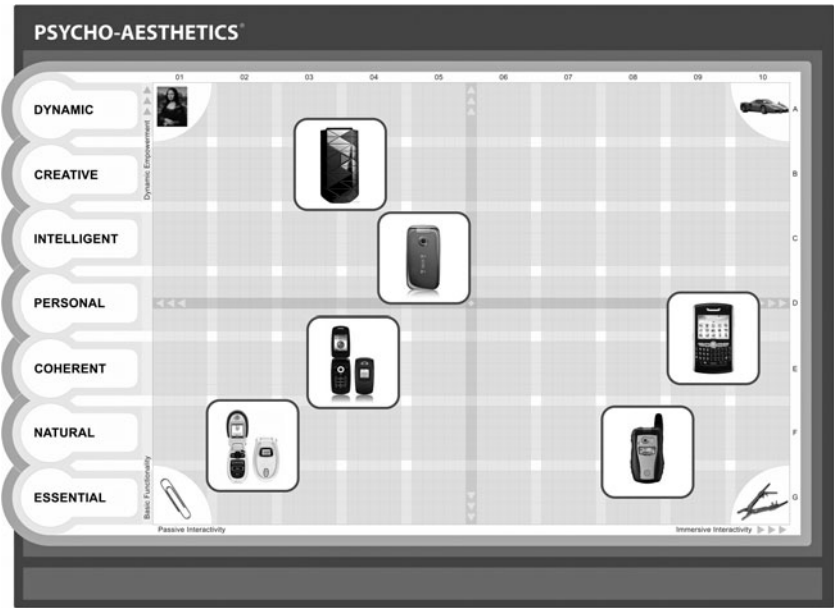 PSYCHO-AESTHETICS®
01 02 03 04 05 06 07 08 09 10
DYNAMIC
A
Dynamic Empowerment
CREATIVE
B
INTELLIGENT
C
PERSONAL
D
COHERENT
E
NATURAL
F
Basic Functionality
ESSENTIAL
G
Passive Interactivity
Immersive Interactivity